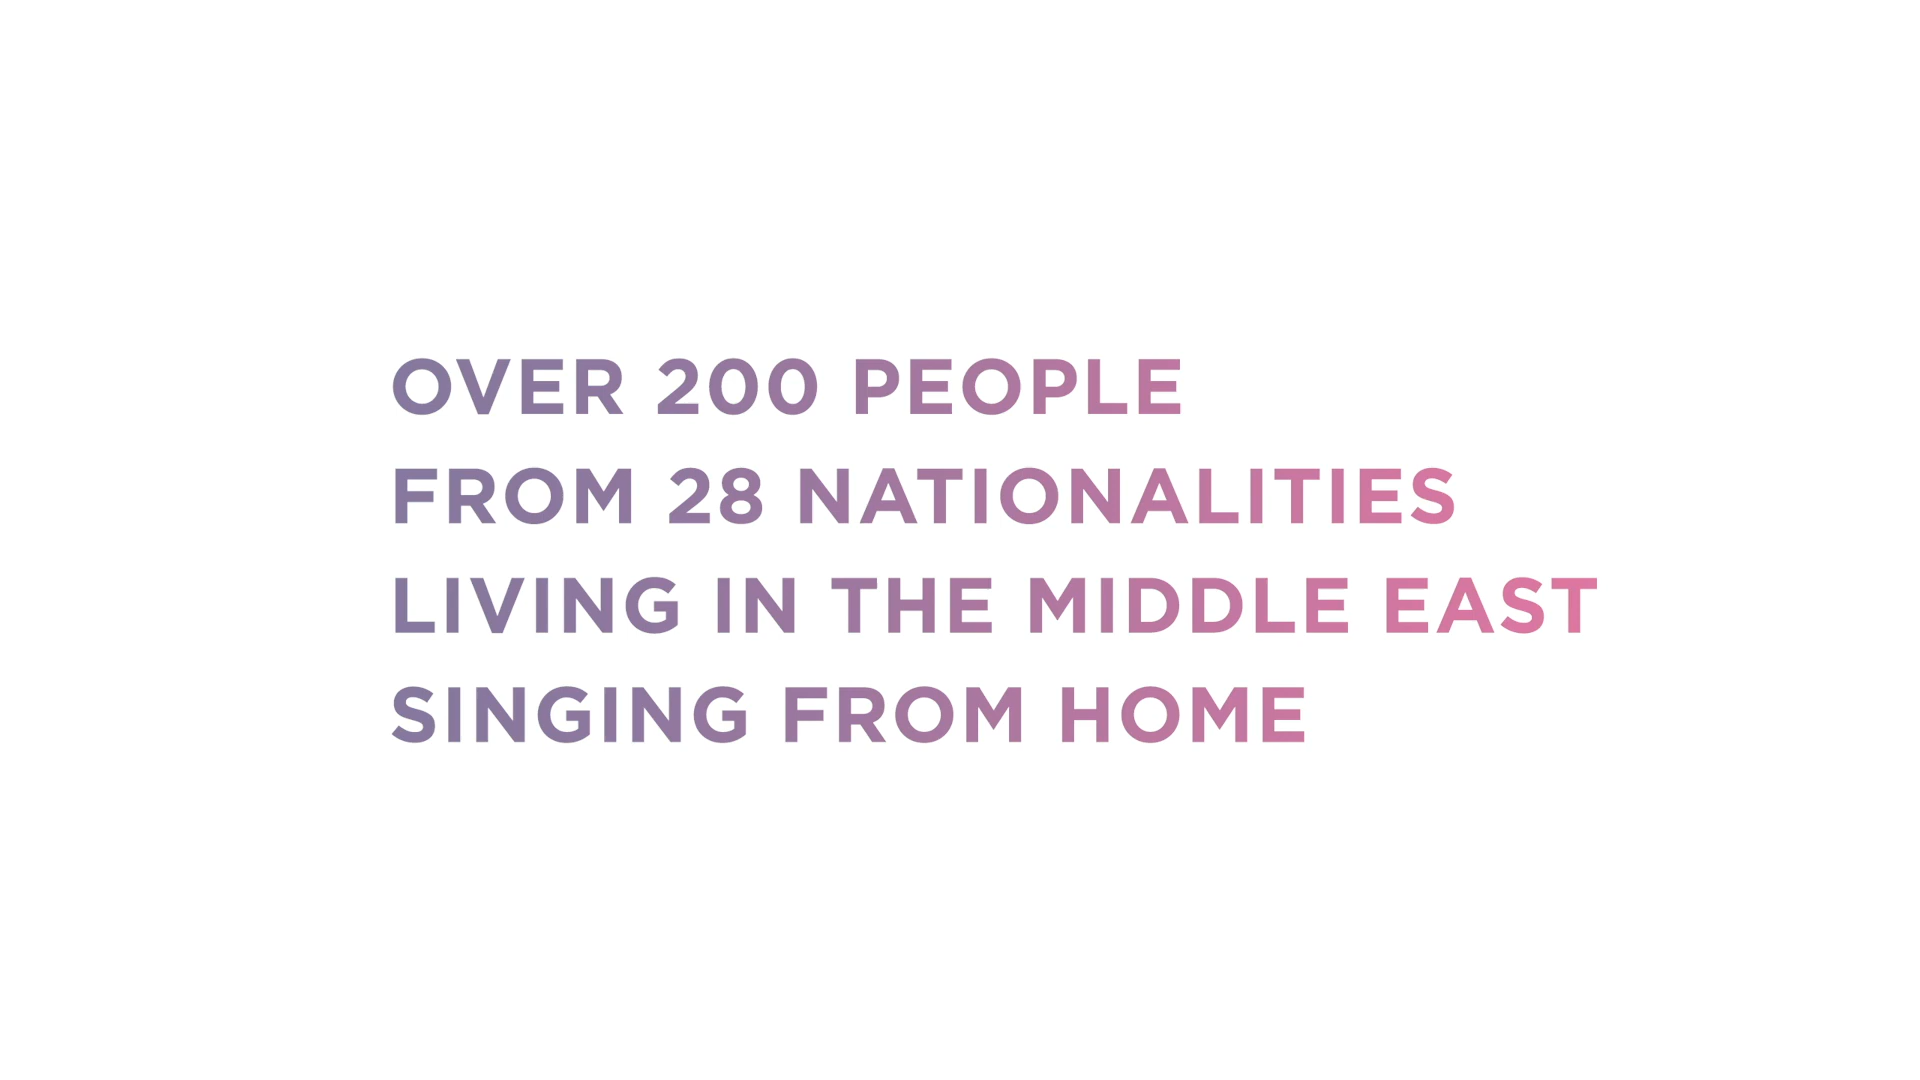 OVER 200 PEOPLE
FROM 28 NATIONALITIES
LIVING IN THE MIDDLE EAST
SINGING FROM HOME